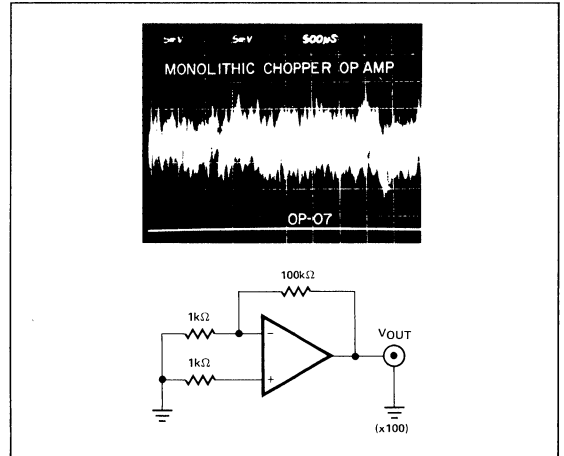 5mV 5mV 500µS
MONOLITHIC CHOPPER OP AMP
OP-07
100kΩ
1kΩ
VOUT
1kΩ
−
+
(x100)